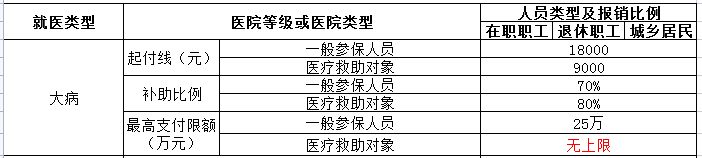 就医类型 医院等级或医院类型 人员类型及报销比例
在职职工 退休职工 城乡居民
大病 起付线（元） 一般参保人员 18000
医疗救助对象 9000
补助比例 一般参保人员 70%
医疗救助对象 80%
最高支付限额（万元） 一般参保人员 25万
医疗救助对象 无上限